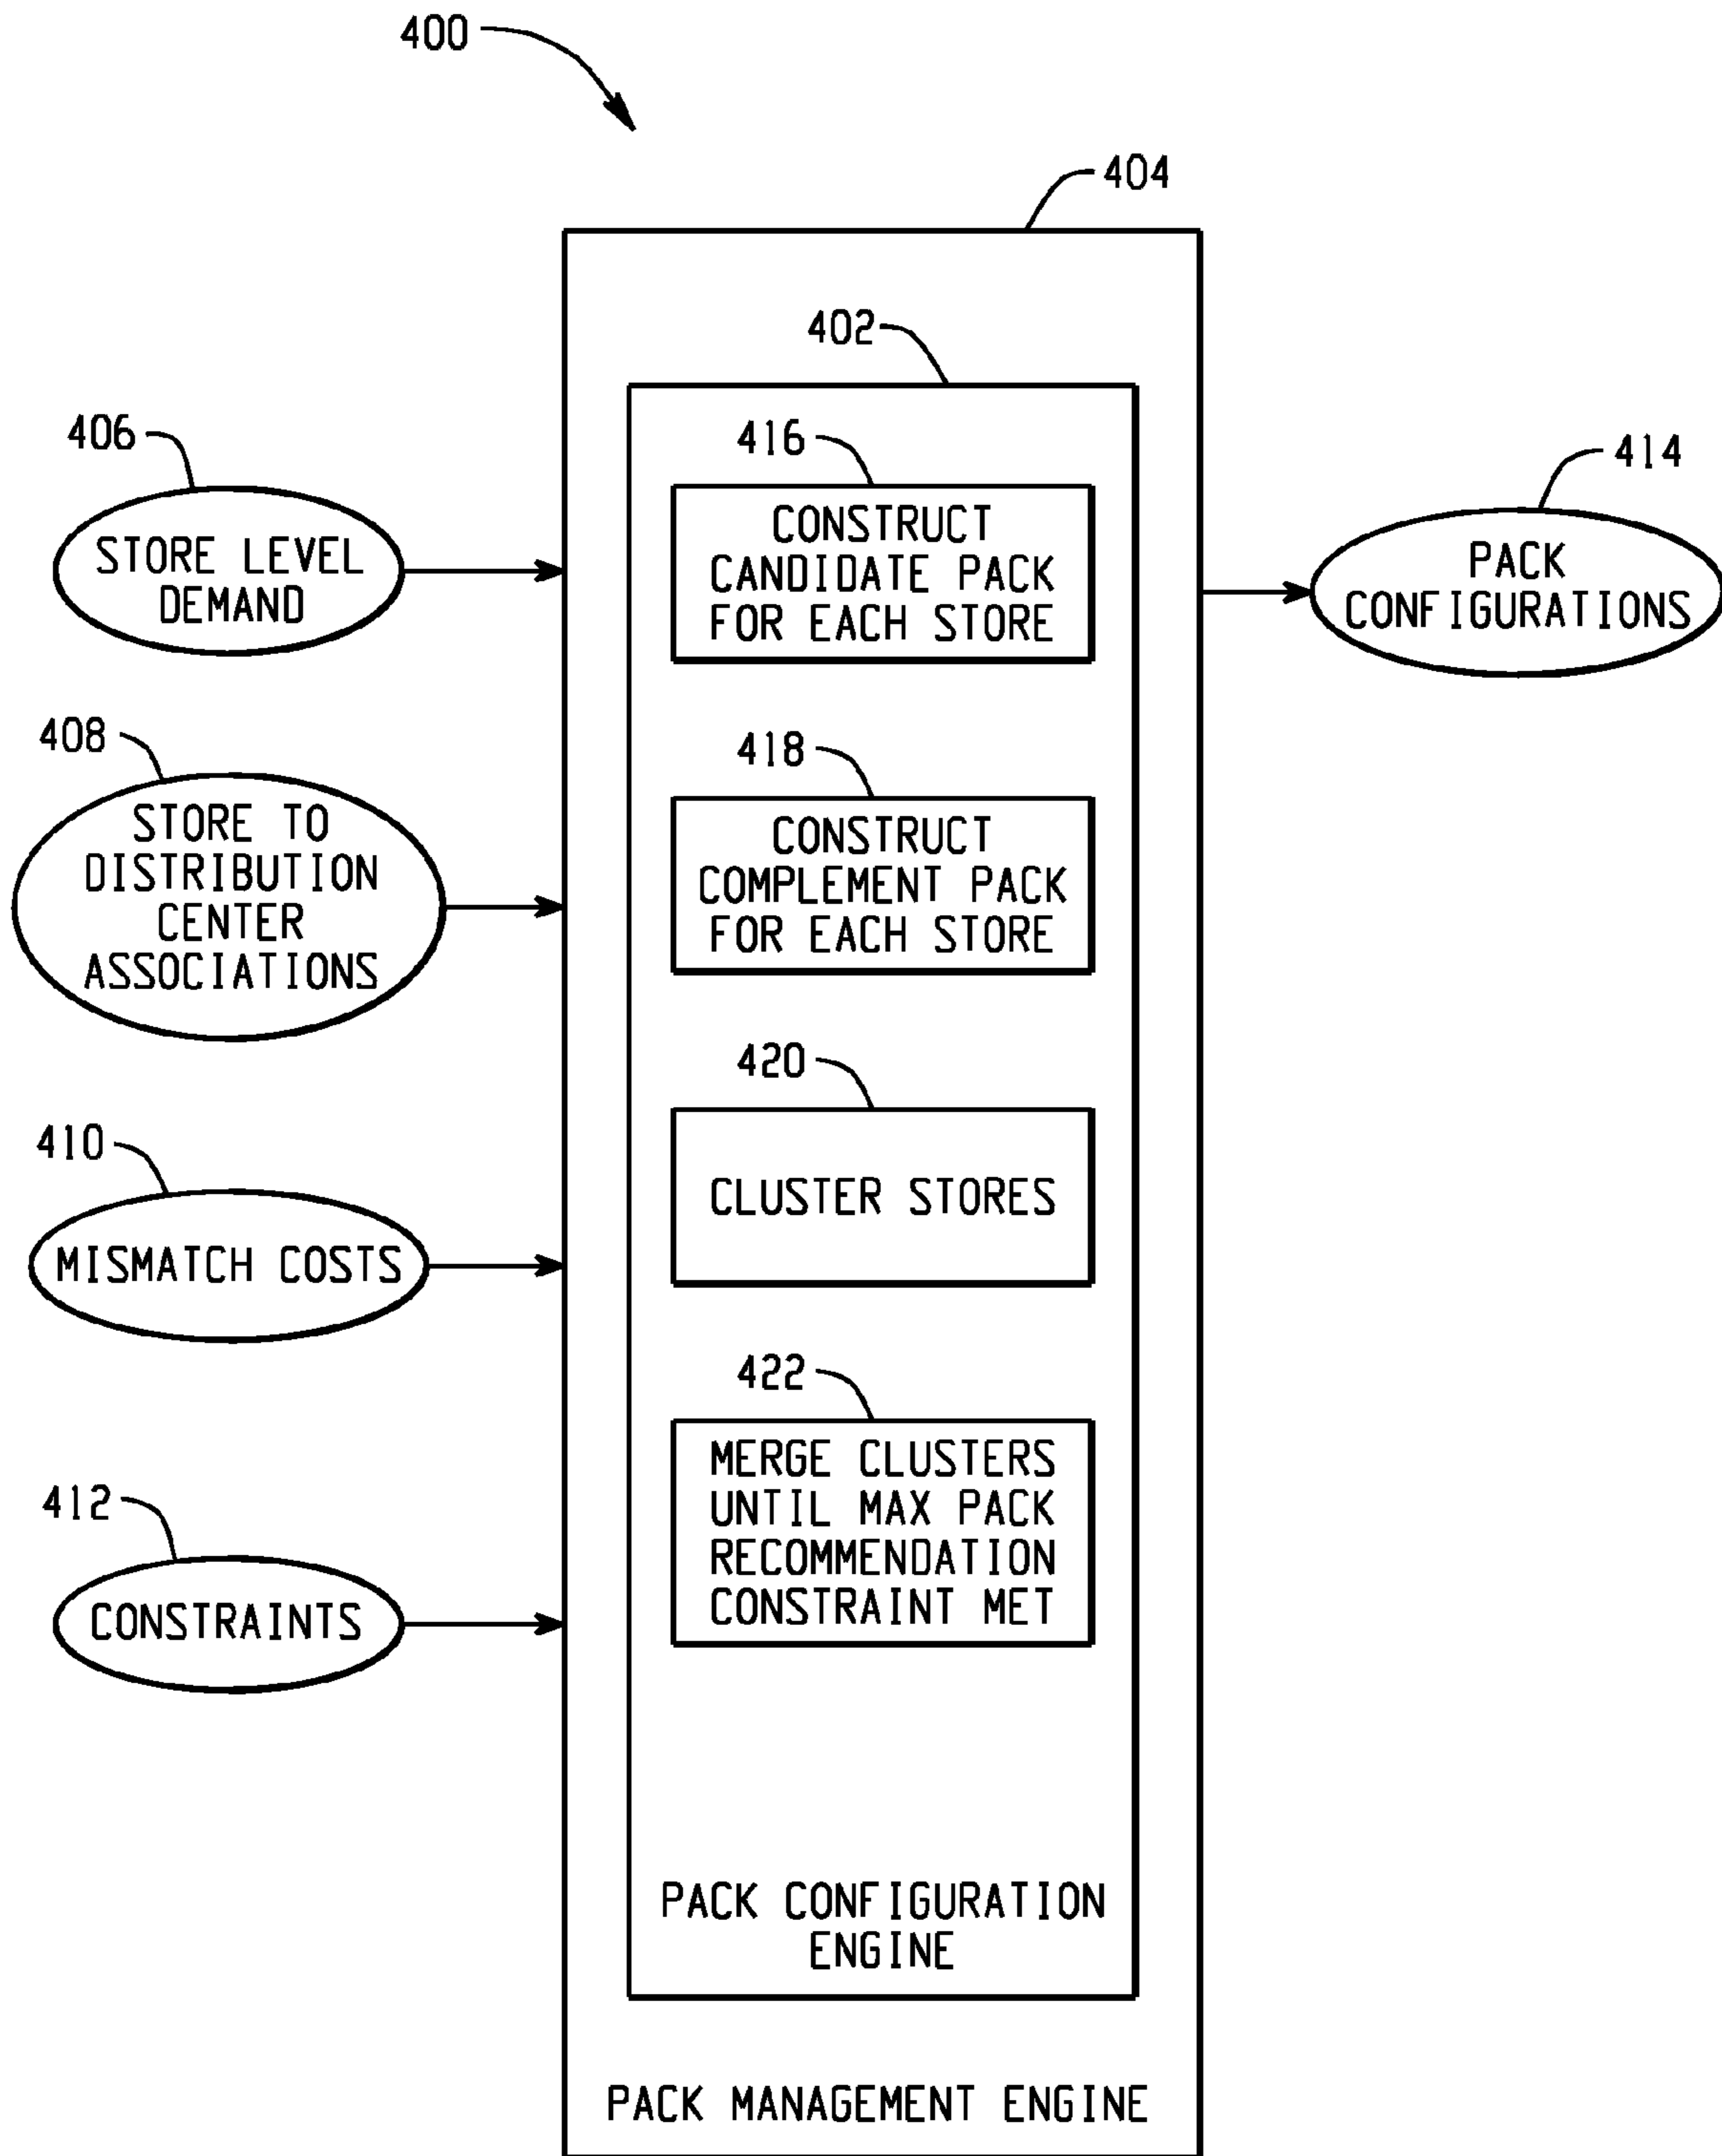 400
404
402
406
STORE LEVEL
DEMAND
416
CONSTRUCT
CANDIDATE PACK
FOR EACH STORE
414
PACK
CONFIGURATIONS
408
STORE TO
DISTRIBUTION
CENTER
ASSOCIATIONS
418
CONSTRUCT
COMPLEMENT PACK
FOR EACH STORE
410
MISMATCH COSTS
420
CLUSTER STORES
412
CONSTRAINTS
422
MERGE CLUSTERS
UNTIL MAX PACK
RECOMMENDATION
CONSTRAINT MET
PACK CONFIGURATION
ENGINE
PACK MANAGEMENT ENGINE